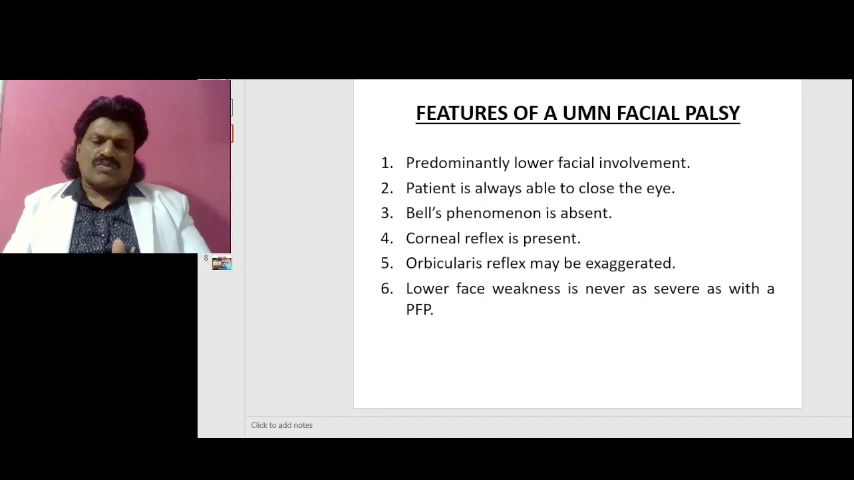 FEATURES OF A UMN FACIAL PALSY
1. Predominantly lower facial involvement.
2. Patient is always able to close the eye.
3. Bell's phenomenon is absent.
4. Corneal reflex is present.
5. Orbicularis reflex may be exaggerated.
6. Lower face weakness is never as severe as with a
PFP.
8
Click to add notes